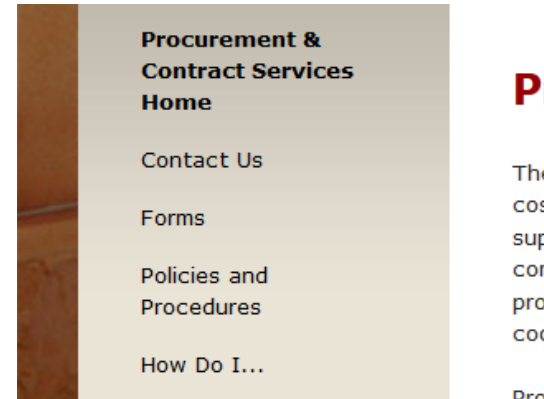 Procurement &
Contract Services
Home
Contact Us
Forms
Policies and
Procedures
How Do I...